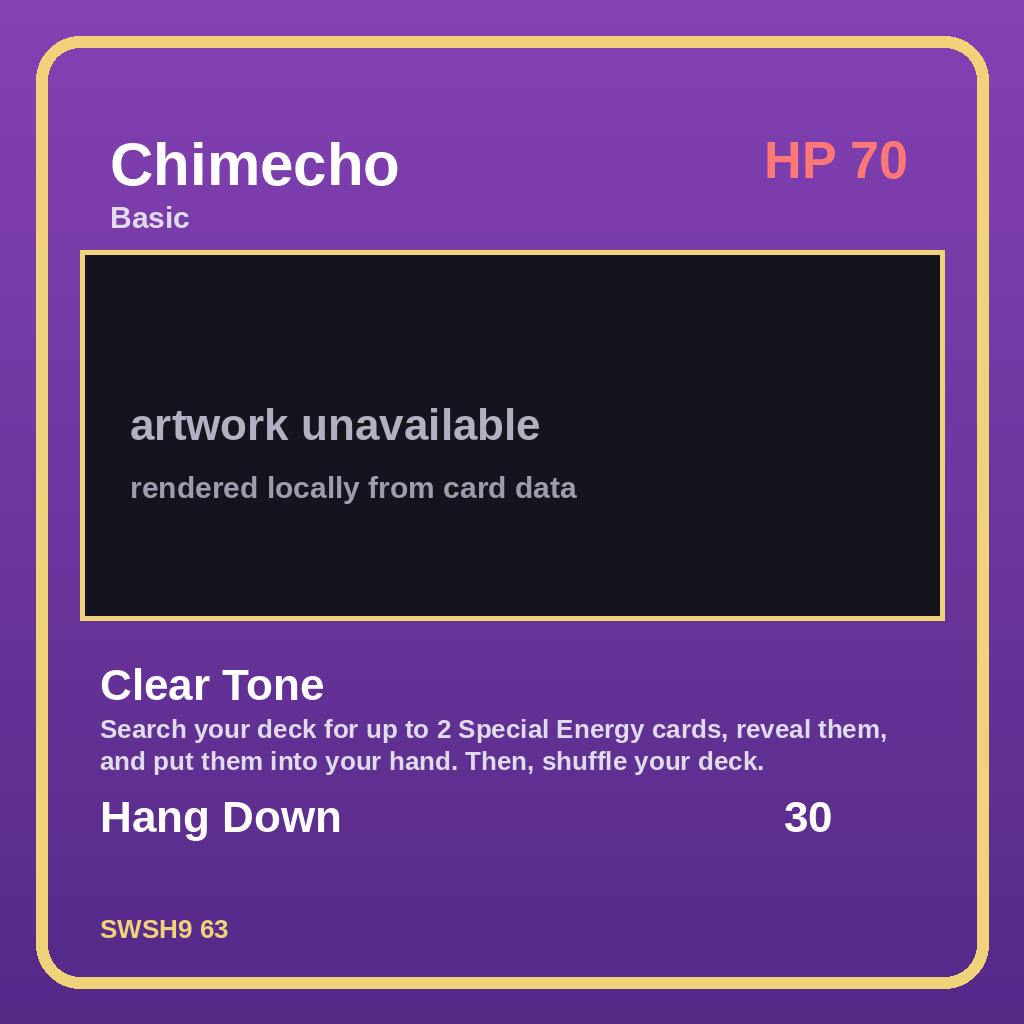 Chimecho
HP 70
Basic
artwork unavailable
rendered locally from card data
Clear Tone
Search your deck for up to 2 Special Energy cards, reveal them,
and put them into your hand. Then, shuffle your deck.
Hang Down 30
SWSH9 63